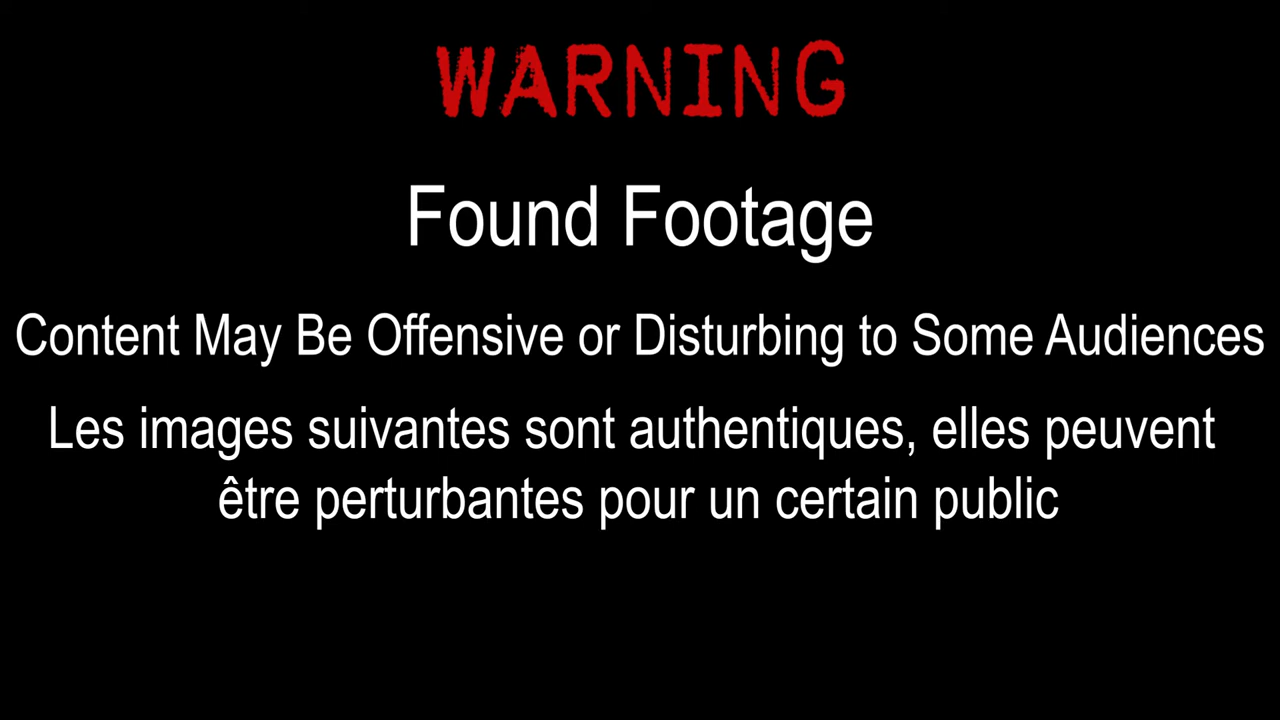 WARNING
Found Footage
Content May Be Offensive or Disturbing to Some Audiences
Les images suivantes sont authentiques, elles peuvent
être perturbantes pour un certain public